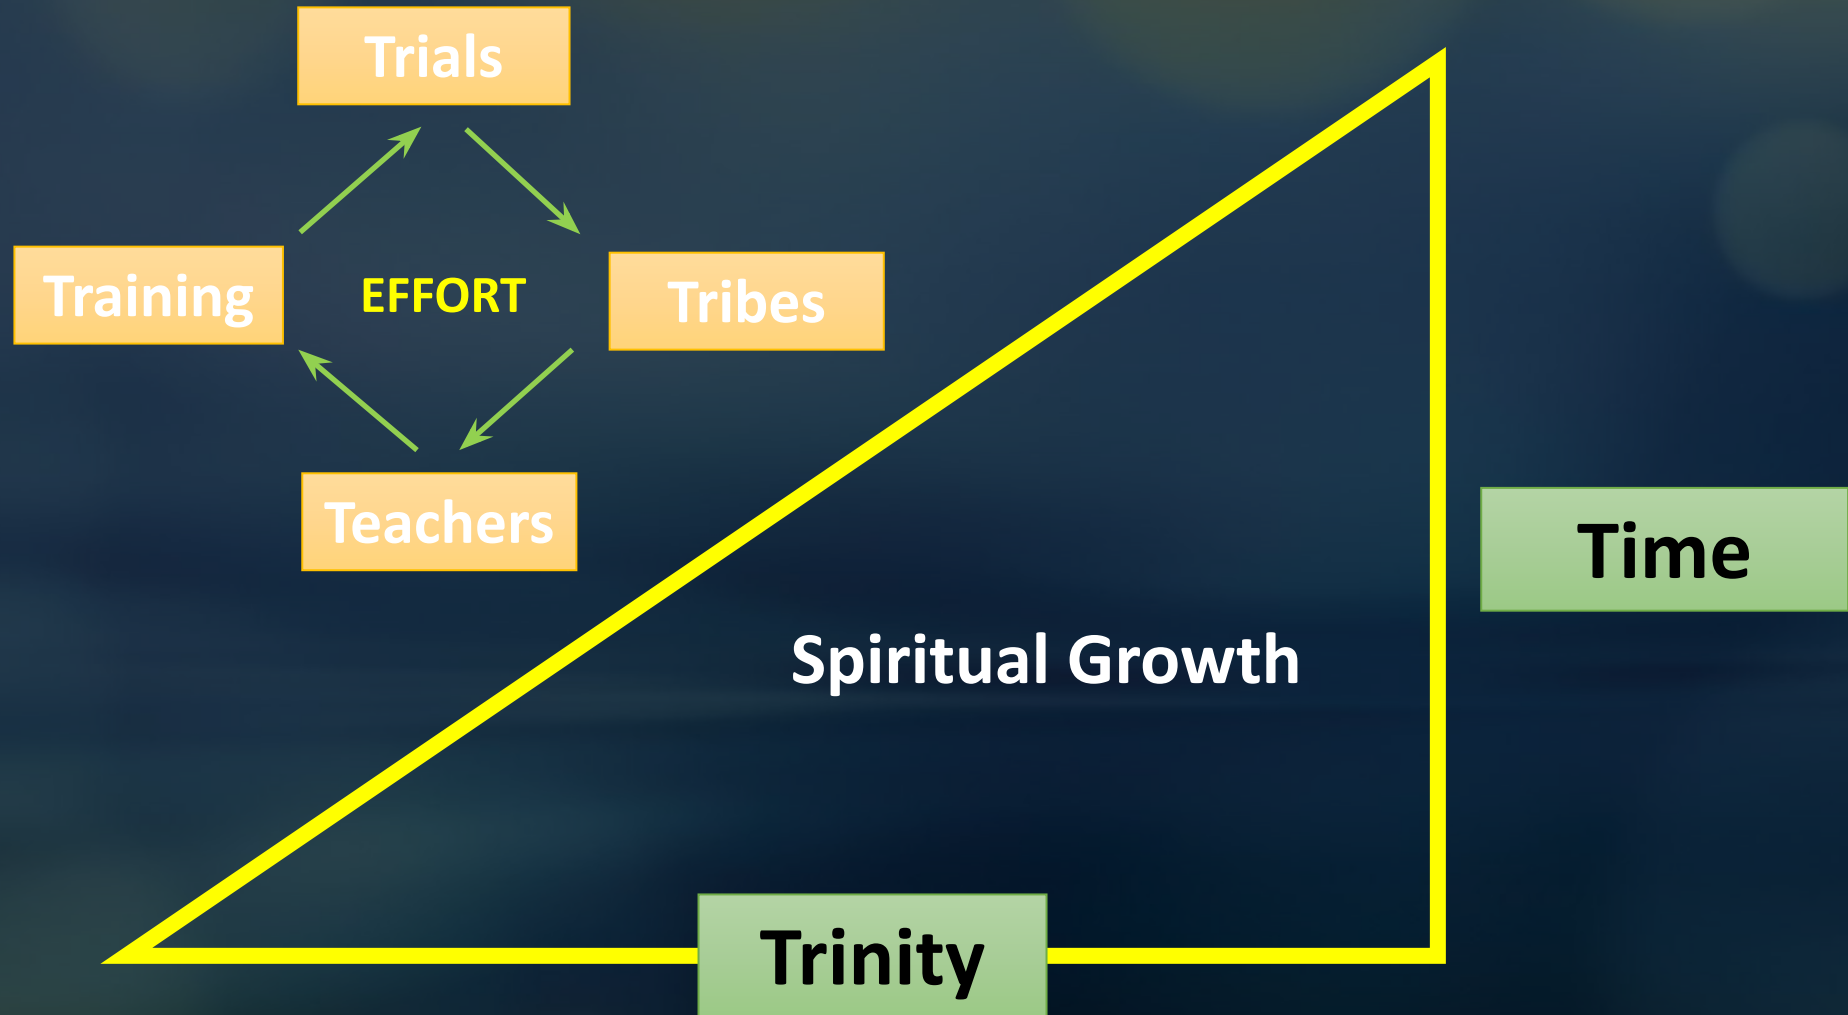 Trials
Training
EFFORT
Tribes
Teachers
Time
Spiritual Growth
Trinity